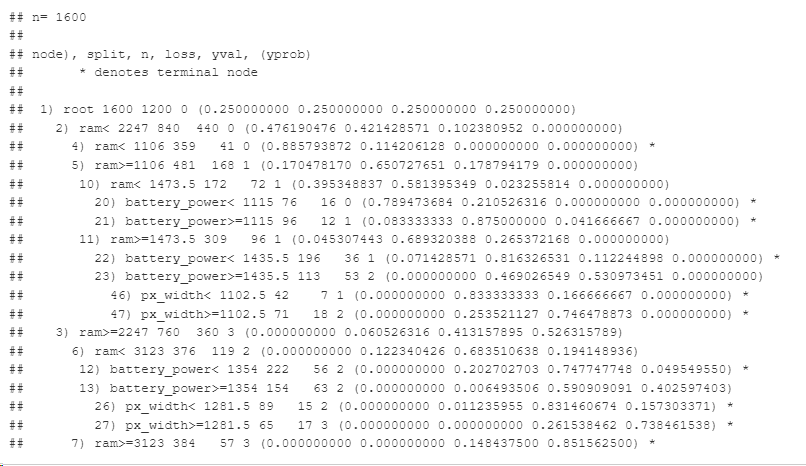 ## n= 1600
##
## node), split, n, loss, yval, (yprob)
##       * denotes terminal node
##
##  1) root 1600 1200 0 (0.250000000 0.250000000 0.250000000 0.250000000)
##    2) ram< 2247 840  440 0 (0.476190476 0.421428571 0.102380952 0.000000000)
##      4) ram< 1106 359   41 0 (0.885793872 0.114206128 0.000000000 0.000000000) *
##      5) ram>=1106 481  168 1 (0.170478170 0.650727651 0.178794179 0.000000000)
##       10) ram< 1473.5 172   72 1 (0.395348837 0.581395349 0.023255814 0.000000000)
##         20) battery_power< 1115 76   16 0 (0.789473684 0.210526316 0.000000000 0.000000000) *
##         21) battery_power>=1115 96   12 1 (0.083333333 0.875000000 0.041666667 0.000000000) *
##       11) ram>=1473.5 309   96 1 (0.045307443 0.689320388 0.265372168 0.000000000)
##         22) battery_power< 1435.5 196   36 1 (0.071428571 0.816326531 0.112244898 0.000000000) *
##         23) battery_power>=1435.5 113   53 2 (0.000000000 0.469026549 0.530973451 0.000000000)
##           46) px_width< 1102.5 42    7 1 (0.000000000 0.833333333 0.166666667 0.000000000) *
##           47) px_width>=1102.5 71   18 2 (0.000000000 0.253521127 0.746478873 0.000000000) *
##    3) ram>=2247 760  360 3 (0.000000000 0.060526316 0.413157895 0.526315789)
##      6) ram< 3123 376  119 2 (0.000000000 0.122340426 0.683510638 0.194148936)
##       12) battery_power< 1354 222   56 2 (0.000000000 0.202702703 0.747747748 0.049549550) *
##       13) battery_power>=1354 154   63 2 (0.000000000 0.006493506 0.590909091 0.402597403)
##         26) px_width< 1281.5 89   15 2 (0.000000000 0.011235955 0.831460674 0.157303371) *
##         27) px_width>=1281.5 65   17 3 (0.000000000 0.000000000 0.261538462 0.738461538) *
##      7) ram>=3123 384   57 3 (0.000000000 0.000000000 0.148437500 0.851562500) *